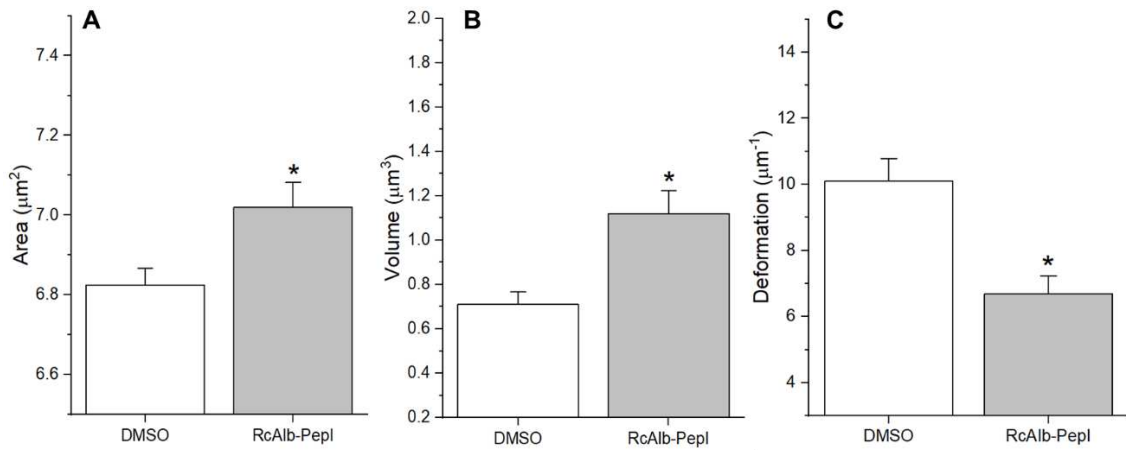 A
Area (μm²)
7.4
7.2
7.0
6.8
6.6
*
DMSO
RcAlb-PepI
B
Volume (μm³)
2.0
1.8
1.6
1.4
1.2
1.0
0.8
0.6
0.4
0.2
*
DMSO
RcAlb-PepI
C
Deformation (μm⁻¹)
14
12
10
8
6
4
*
DMSO
RcAlb-PepI